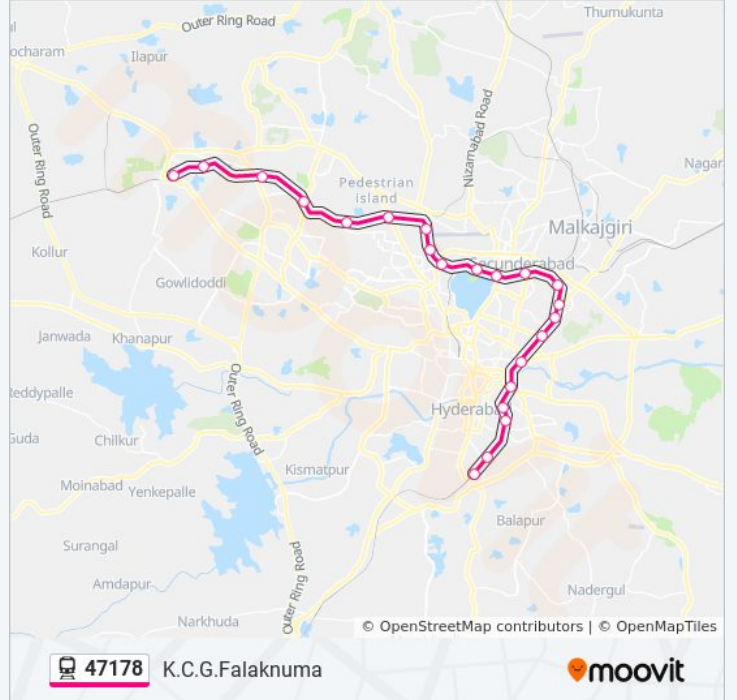 Outer Ring Road
Thumukunta
ocharam
Ilapur
Outer Ring Road
Nizamabad Road
Nagar
Pedestrian
island
Malkajgiri
Kollur
Secunderabad
Gowlidoddi
Janwada
Khanapur
Outer Ring Road
Reddypalle
Hyderabad
Guda
Chilkur
Kismatpur
Moinabad
Yenkepalle
Balapur
Surangal
Outer Ring Road
Amdapur
Nadergul
Narkhuda
© OpenStreetMap contributors | © OpenMapTiles
47178
K.C.G.Falaknuma
moovit